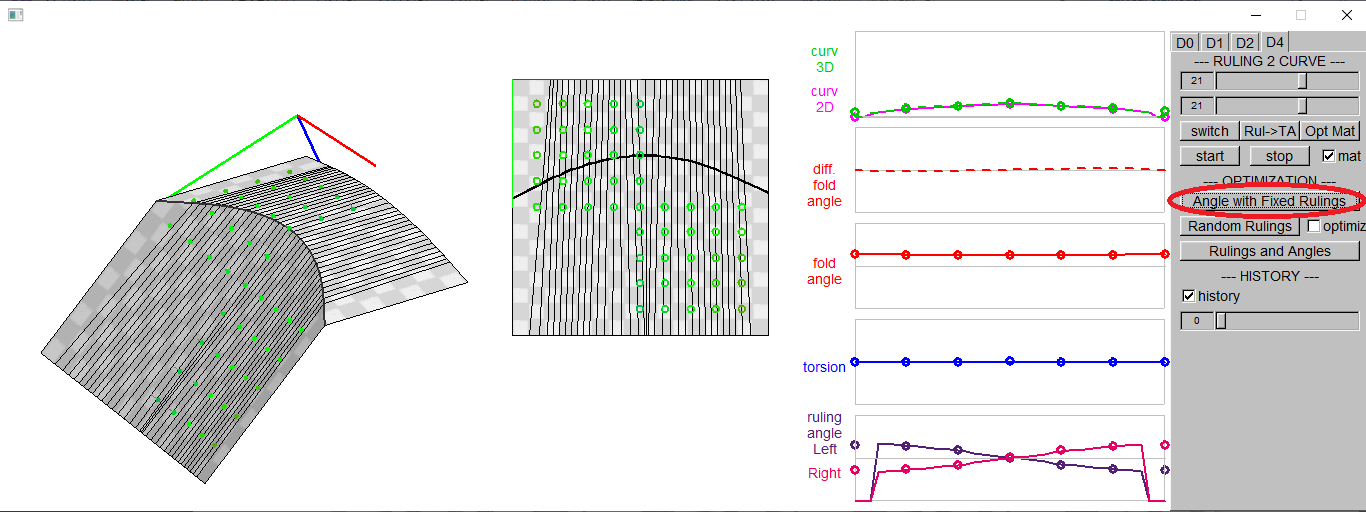 curv
3D
curv
2D
diff.
fold
angle
fold
angle
torsion
ruling
angle
Left
Right
D0 D1 D2 D4
--- RULING 2 CURVE ---
21
21
switch Rul->TA Opt Mat
start stop mat
--- OPTIMIZATION ---
Angle with Fixed Rulings
Random Rulings optimiz
Rulings and Angles
--- HISTORY ---
history
0